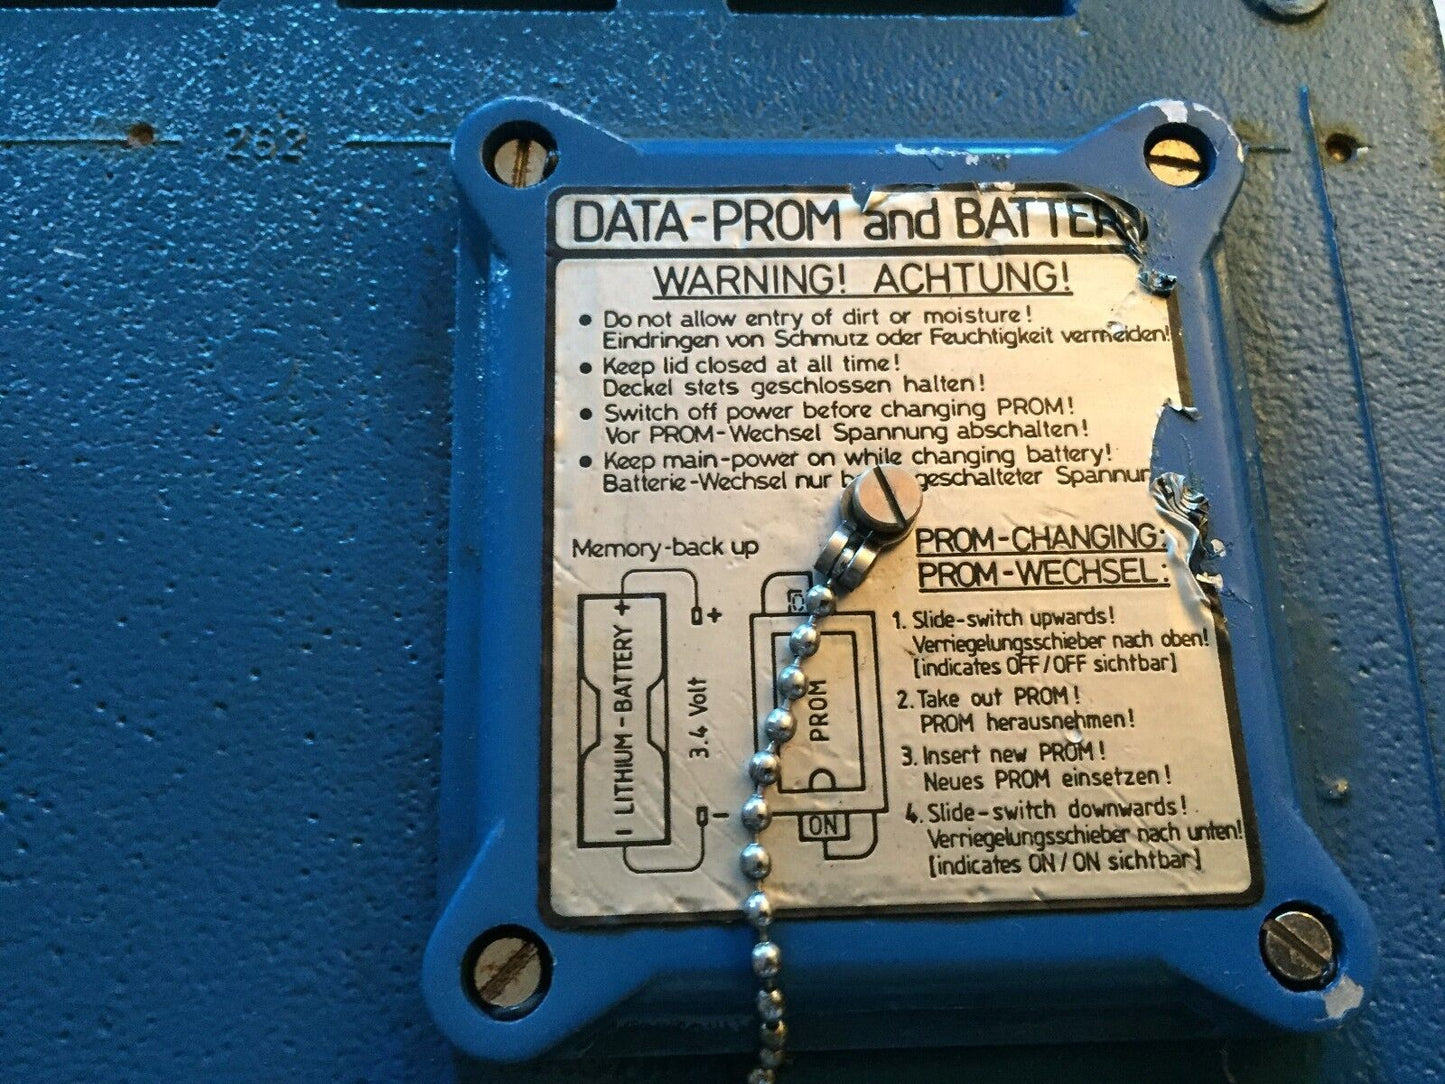 262
DATA-PROM and BATTERY
WARNING! ACHTUNG!
• Do not allow entry of dirt or moisture!
Eindringen von Schmutz oder Feuchtigkeit vermeiden!
• Keep lid closed at all time!
Deckel stets geschlossen halten!
• Switch off power before changing PROM!
Vor PROM-Wechsel Spannung abschalten!
• Keep main-power on while changing battery!
Batterie-Wechsel nur geschalteter
Memory-back up
+
LITHIUM-BATTERY
-
+
3.4 Volt
-
PROM
ON
PROM-CHANGING:
PROM-WECHSEL:
1. Slide-switch upwards!
Verriegelungsschieber nach oben!
[indicates OFF/OFF sichtbar]
2. Take out PROM!
PROM herausnehmen!
3. Insert new PROM!
Neues PROM einsetzen!
4. Slide-switch downwards!
Verriegelungsschieber nach unten!
[indicates ON/ON sichtbar]